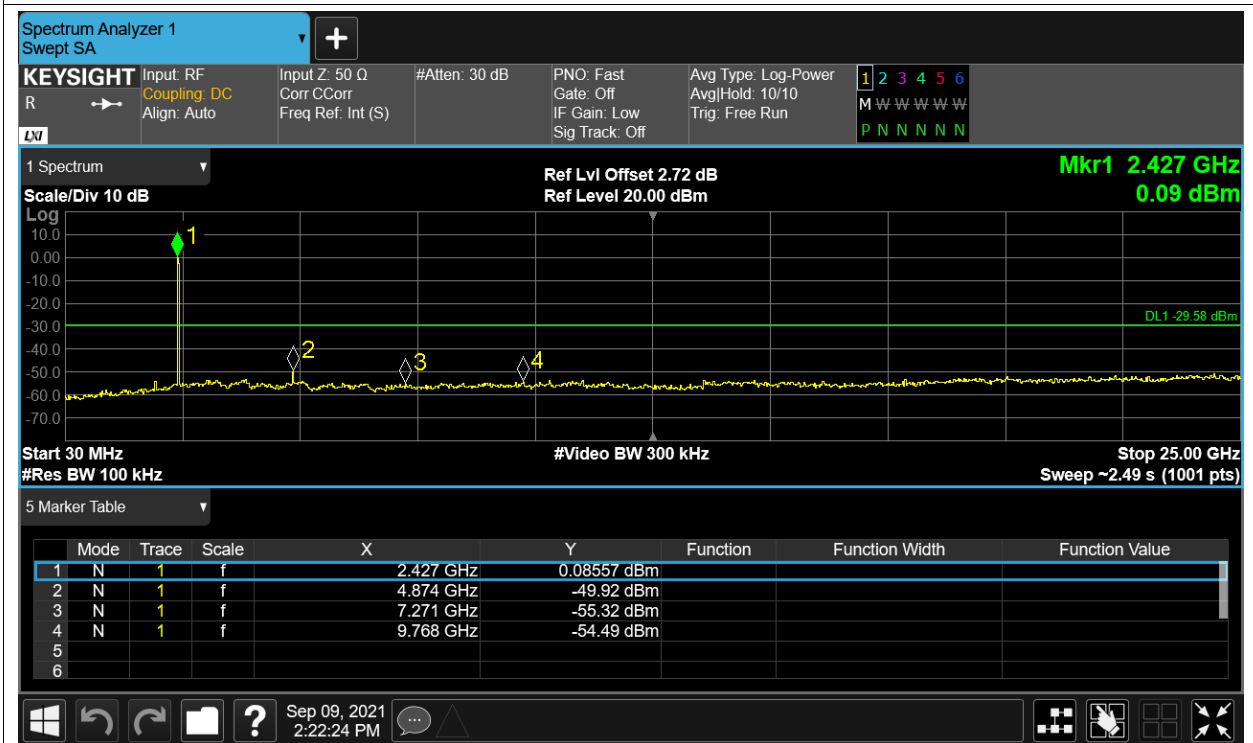 Spectrum Analyzer 1
Swept SA
KEYSIGHT
R
LXI
Input: RF
Coupling: DC
Align: Auto
Input Z: 50 Ω
Corr CCorr
Freq Ref: Int (S)
#Atten: 30 dB
PNO: Fast
Gate: Off
IF Gain: Low
Sig Track: Off
Avg Type: Log-Power
Avg|Hold: 10/10
Trig: Free Run
1 2 3 4 5 6
M W W W W W
P N N N N N
1 Spectrum
Scale/Div 10 dB
Ref Lvl Offset 2.72 dB
Ref Level 20.00 dBm
Mkr1 2.427 GHz
0.09 dBm
Log
10.0
0.00
-10.0
-20.0
-30.0
-40.0
-50.0
-60.0
-70.0
1
2
3
4
DL1 -29.58 dBm
Start 30 MHz
#Video BW 300 kHz
Stop 25.00 GHz
#Res BW 100 kHz
Sweep ~2.49 s (1001 pts)
5 Marker Table
Mode Trace Scale X Y Function Function Width Function Value
1 N 1 f 2.427 GHz 0.08557 dBm
2 N 1 f 4.874 GHz -49.92 dBm
3 N 1 f 7.271 GHz -55.32 dBm
4 N 1 f 9.768 GHz -54.49 dBm
5
6
?
Sep 09, 2021
2:22:24 PM